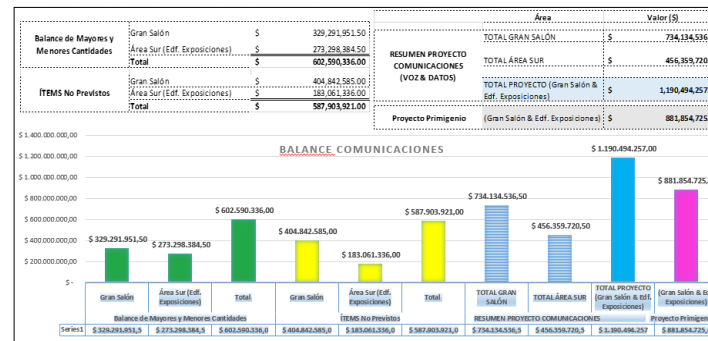 Balance de Mayores y Menores Cantidades
Gran Salón $ 329,291,951.50
Área Sur (Edf. Exposiciones) $ 273,298,384.50
Total $ 602,590,336.00
ÍTEMS No Previstos
Gran Salón $ 404,842,585.00
Área Sur (Edf. Exposiciones) $ 183,061,336.00
Total $ 587,903,921.00
Área Valor ($)
RESUMEN PROYECTO COMUNICACIONES (VOZ & DATOS)
TOTAL GRAN SALÓN $ 734,134,536
TOTAL ÁREA SUR $ 456,359,720
TOTAL PROYECTO (Gran Salón & Edf. Exposiciones) $ 1,190,494,257
Proyecto Primigenio (Gran Salón & Edf. Exposiciones) $ 881,854,725
BALANCE COMUNICACIONES
$ 1.400.000.000,00
$ 1.200.000.000,00
$ 1.000.000.000,00
$ 800.000.000,00
$ 600.000.000,00
$ 400.000.000,00
$ 200.000.000,00
$ -
$ 329.291.951,50
$ 273.298.384,50
$ 602.590.336,00
$ 404.842.585,00
$ 183.061.336,00
$ 587.903.921,00
$ 734.134.536,50
$ 456.359.720,50
$ 1.190.494.257,00
$ 881.854.725,
Gran Salón
Área Sur (Edf. Exposiciones)
Total
Gran Salón
Área Sur (Edf. Exposiciones)
Total
TOTAL GRAN SALÓN
TOTAL ÁREA SUR
TOTAL PROYECTO (Gran Salón & Edf. Exposiciones)
(Gran Salón & Ed Exposiciones)
Balance de Mayores y Menores Cantidades
ÍTEMS No Previstos
RESUMEN PROYECTO COMUNICACIONES
Proyecto Primigen
Series1 $ 329.291.951,5 $ 273.298.384,5 $ 602.590.336,0 $ 404.842.585,0 $ 183.061.336,0 $ 587.903.921,0 $ 734.134.536,5 $ 456.359.720,5 $ 1.190.494.257 $ 881.854.725,